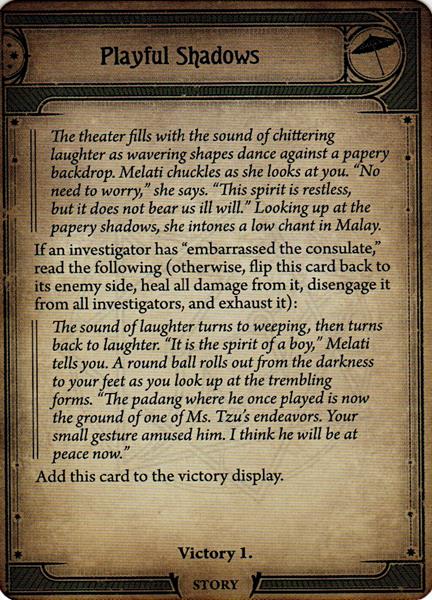 Playful Shadows
The theater fills with the sound of chittering
laughter as wavering shapes dance against a papery
backdrop. Melati chuckles as she looks at you. “No
need to worry,” she says. “This spirit is restless,
but it does not bear us ill will.” Looking up at the
papery shadows, she intones a low chant in Malay.
If an investigator has “embarrassed the consulate,”
read the following (otherwise, flip this card back to
its enemy side, heal all damage from it, disengage it
from all investigators, and exhaust it):
The sound of laughter turns to weeping, then turns
back to laughter. “It is the spirit of a boy,” Melati
tells you. A round ball rolls out from the darkness
to your feet as you look up at the trembling
forms. “The padang where he once played is now
the ground of one of Ms. Tzu’s endeavors. Your
small gesture amused him. I think he will be at
peace now.”
Add this card to the victory display.
Victory 1.
STORY